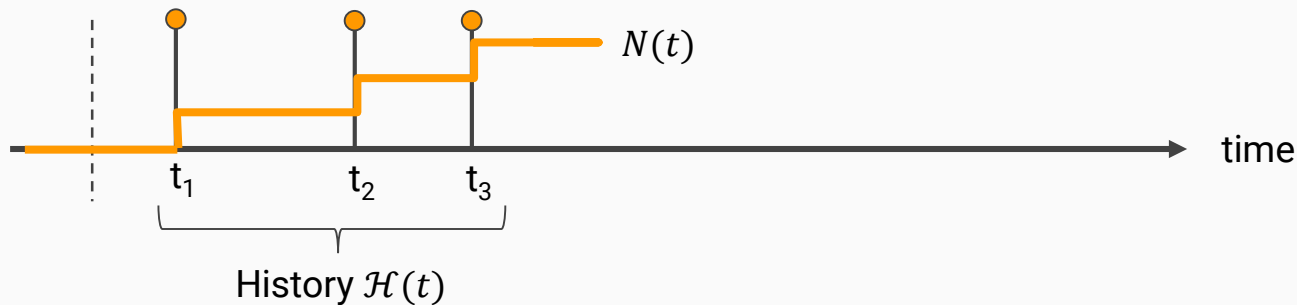 N(t)
time
t₁ t₂ t₃
History ℋ(t)